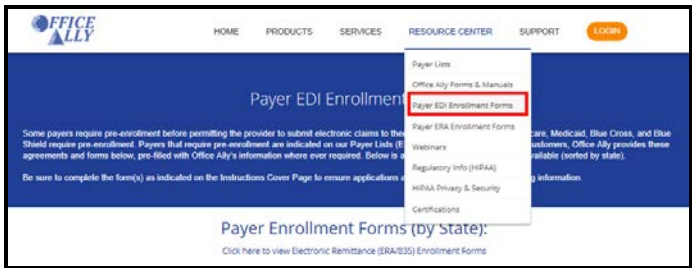 OFFICE
ALLY
HOME PRODUCTS SERVICES RESOURCE CENTER SUPPORT LOGIN
Payer Lists
Office Ally Forms & Manuals
Payer EDI Enrollment Forms
Payer ERA Enrollment Forms
Webinars
Regulatory Info (HIPAA)
HIPAA Privacy & Security
Certifications
Payer EDI Enrollment
Some payers require pre-enrollment before permitting the provider to submit electronic claims to the care, Medicaid, Blue Cross, and Blue
Shield require pre-enrollment. Payers that require pre-enrollment are indicated on our Payer Lists (E ustomers, Office Ally provides these
agreements and forms below, pre-filled with Office Ally's information where ever required. Below is a vailable (sorted by state).
Be sure to complete the form(s) as indicated on the Instructions Cover Page to ensure applications a g information.
Payer Enrollment Forms (by State):
Click here to view Electronic Remittance (ERA/835) Enrollment Forms